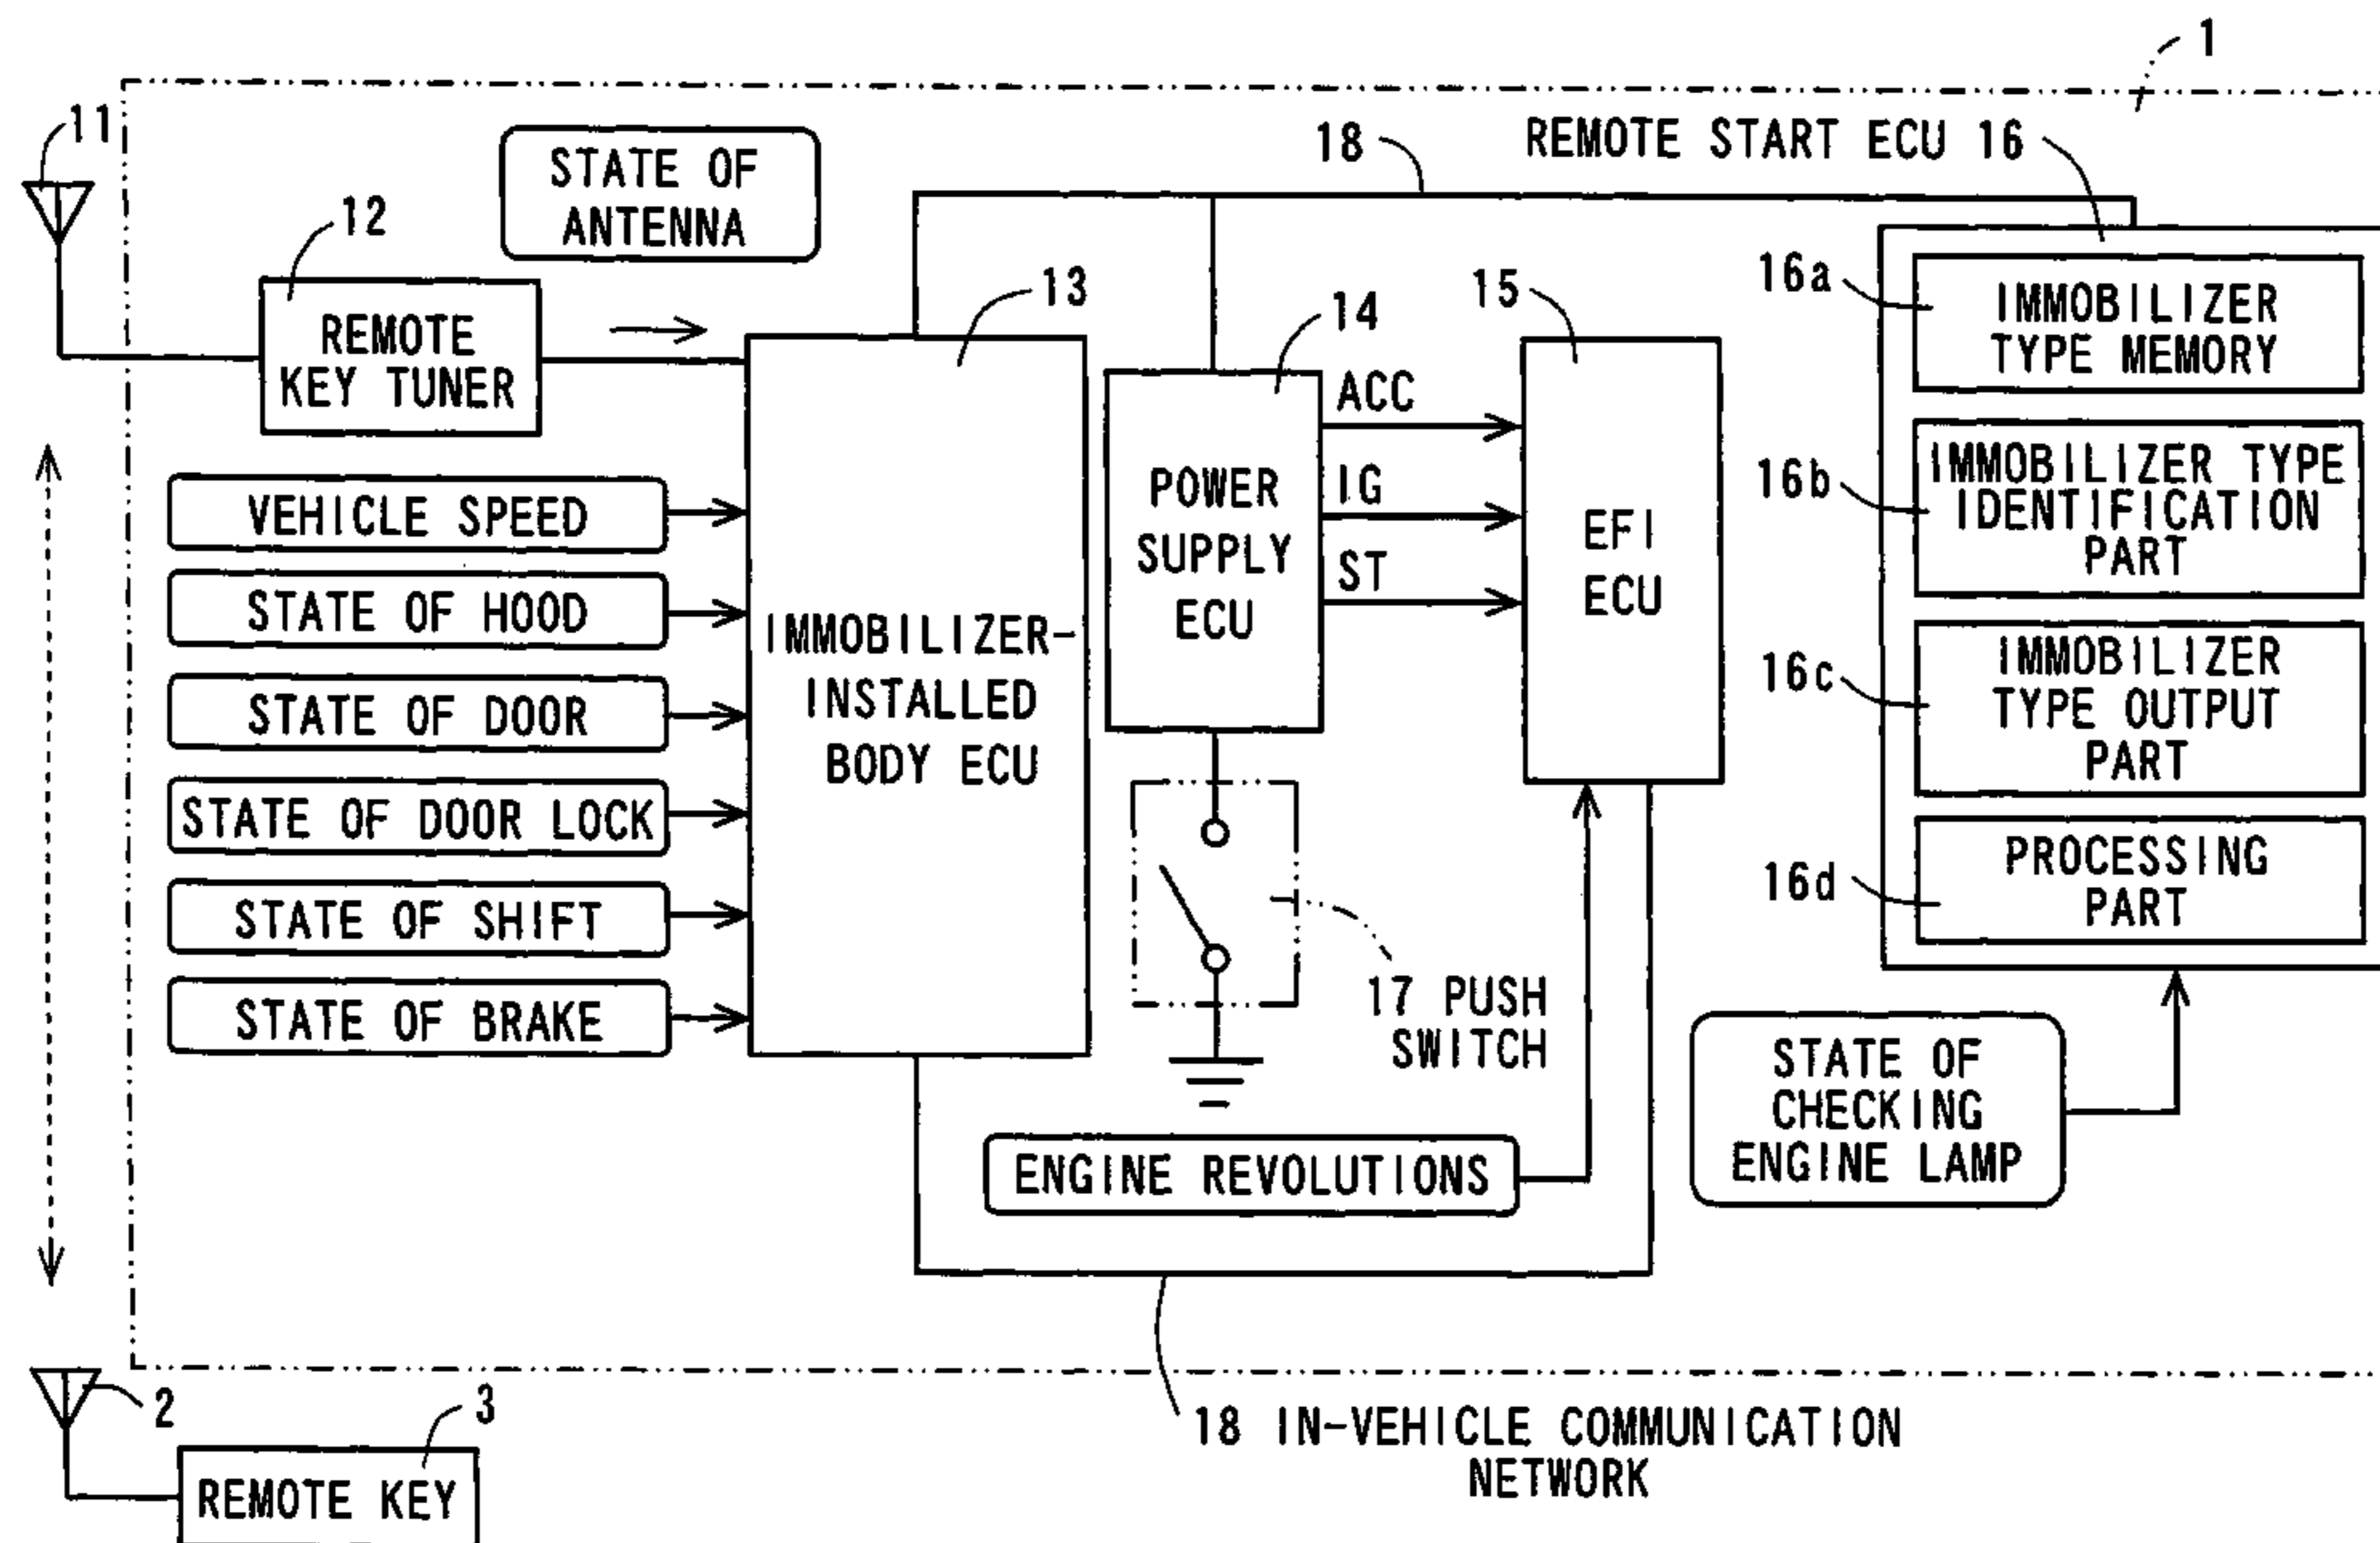 1
11
STATE OF
ANTENNA
18
REMOTE START ECU 16
12
REMOTE
KEY TUNER
13
14
15
16a
IMMOBILIZER
TYPE MEMORY
ACC
IG
ST
POWER
SUPPLY
ECU
EFI
ECU
16b
IMMOBILIZER TYPE
IDENTIFICATION
PART
VEHICLE SPEED
STATE OF HOOD
STATE OF DOOR
STATE OF DOOR LOCK
STATE OF SHIFT
STATE OF BRAKE
IMMOBILIZER-
INSTALLED
BODY ECU
16c
IMMOBILIZER
TYPE OUTPUT
PART
16d
PROCESSING
PART
17 PUSH
SWITCH
STATE OF
CHECKING
ENGINE LAMP
ENGINE REVOLUTIONS
2
3
REMOTE KEY
18 IN-VEHICLE COMMUNICATION
NETWORK